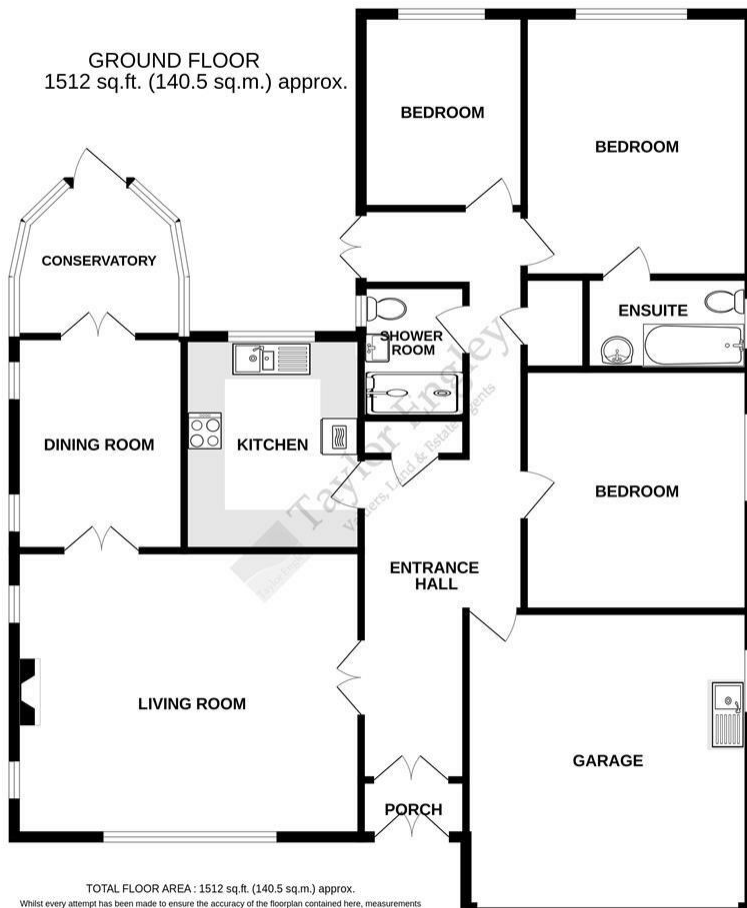 GROUND FLOOR
1512 sq.ft. (140.5 sq.m.) approx.
BEDROOM
BEDROOM
CONSERVATORY
ENSUITE
SHOWER
ROOM
DINING ROOM
KITCHEN
BEDROOM
Taylor Engley
Valuers, Land & Estate Agents
ENTRANCE
HALL
LIVING ROOM
GARAGE
PORCH
TOTAL FLOOR AREA : 1512 sq.ft. (140.5 sq.m.) approx.
Whilst every attempt has been made to ensure the accuracy of the floorplan contained here, measurements